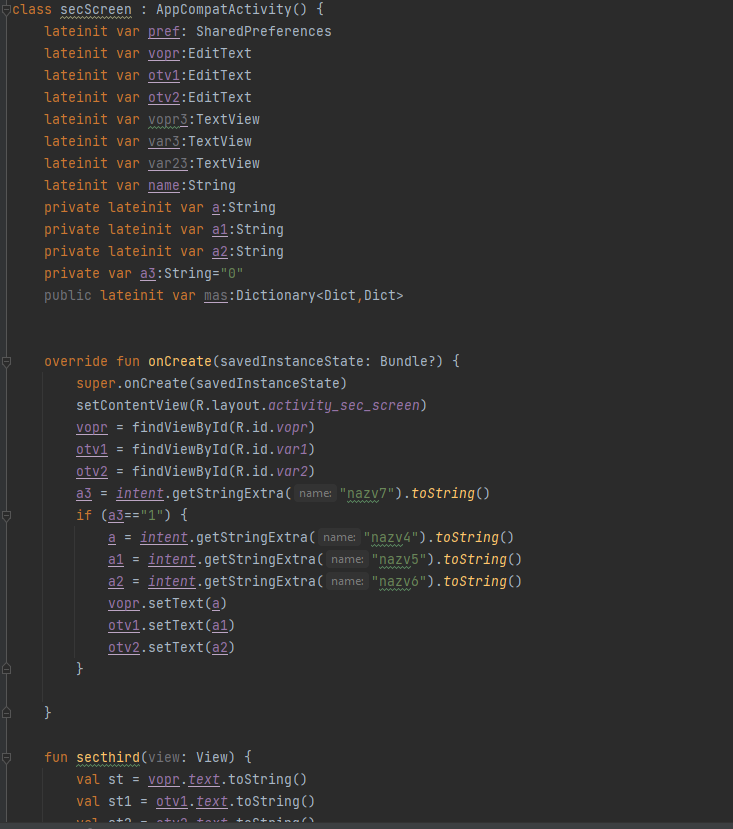 class secScreen : AppCompatActivity() {
lateinit var pref: SharedPreferences
lateinit var vopr:EditText
lateinit var otv1:EditText
lateinit var otv2:EditText
lateinit var vopr3:TextView
lateinit var var3:TextView
lateinit var var23:TextView
lateinit var name:String
private lateinit var a:String
private lateinit var a1:String
private lateinit var a2:String
private var a3:String="0"
public lateinit var mas:Dictionary<Dict,Dict>
override fun onCreate(savedInstanceState: Bundle?) {
super.onCreate(savedInstanceState)
setContentView(R.layout.activity_sec_screen)
vopr = findViewById(R.id.vopr)
otv1 = findViewById(R.id.var1)
otv2 = findViewById(R.id.var2)
a3 = intent.getStringExtra( name: "nazv7").toString()
if (a3=="1") {
a = intent.getStringExtra( name: "nazv4").toString()
a1 = intent.getStringExtra( name: "nazv5").toString()
a2 = intent.getStringExtra( name: "nazv6").toString()
vopr.setText(a)
otv1.setText(a1)
otv2.setText(a2)
}
}
fun secthird(view: View) {
val st = vopr.text.toString()
val st1 = otv1.text.toString()
val st2 = otv2.text.toString()